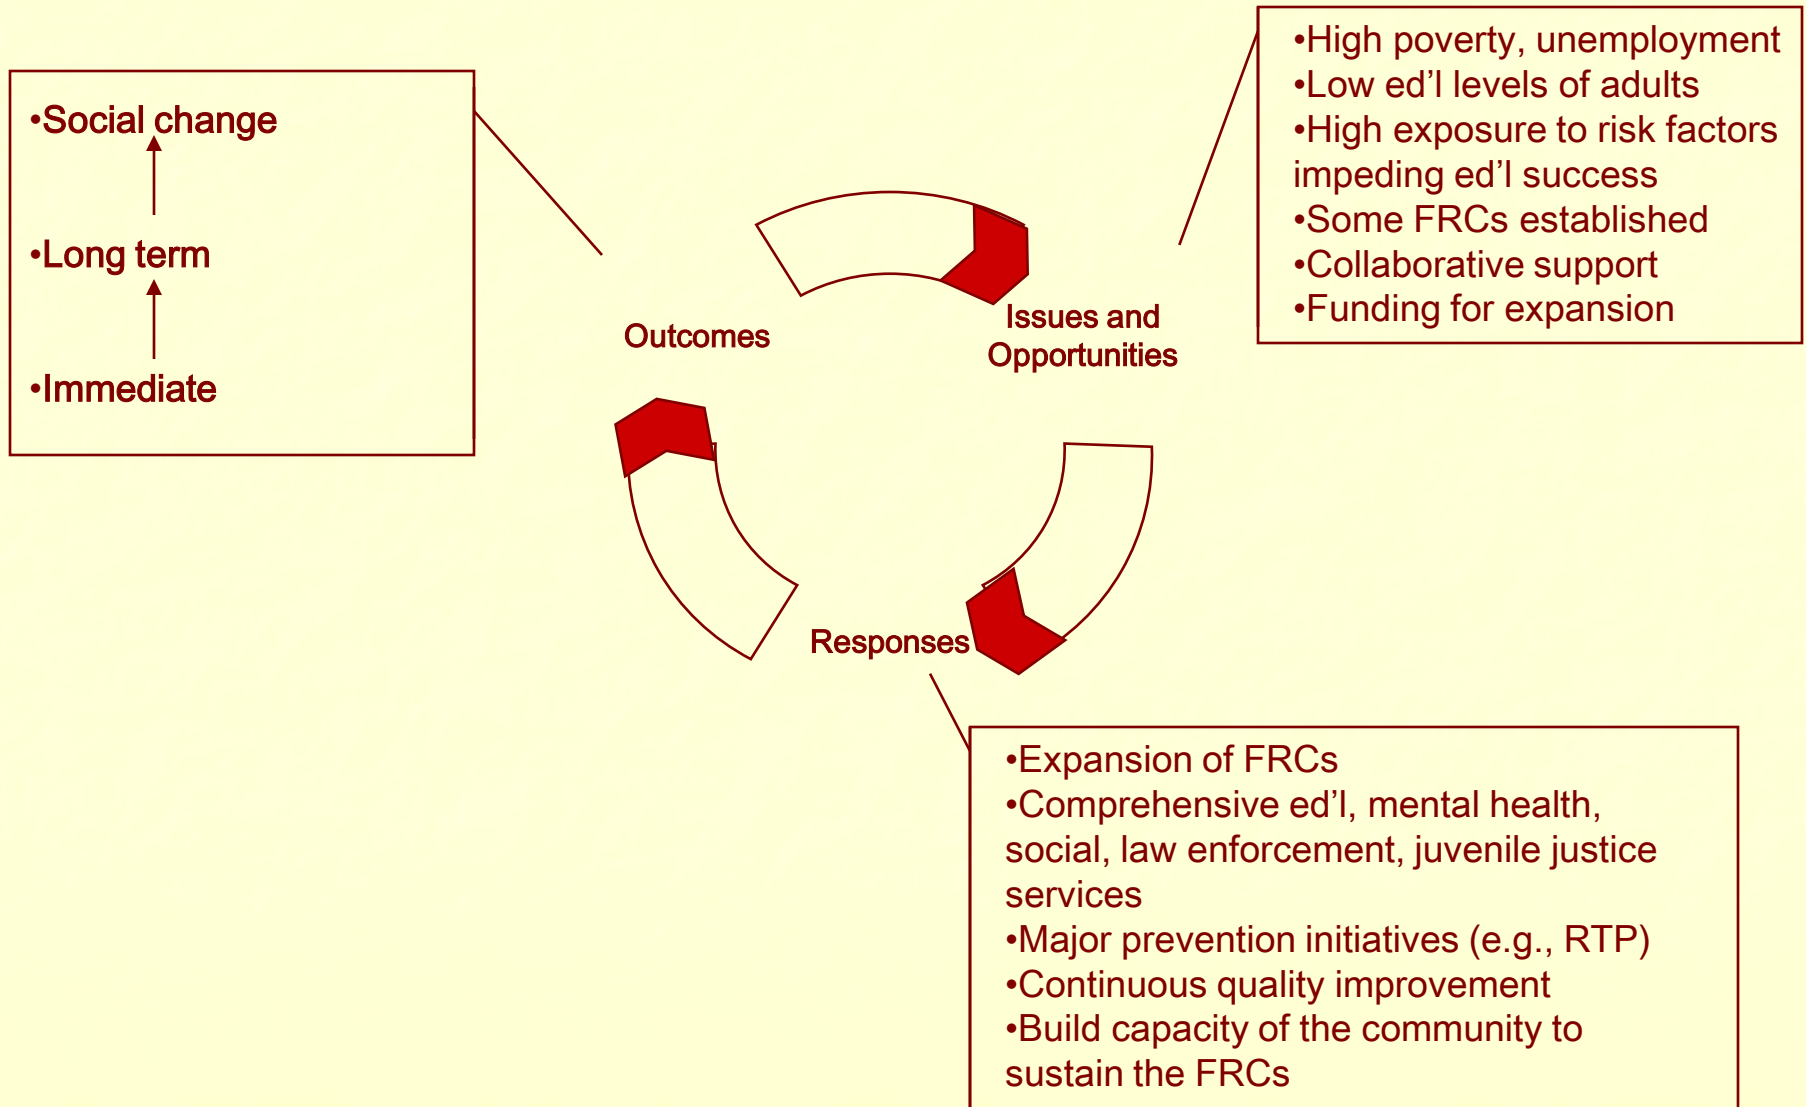 •Social change
•Long term
•Immediate
•High poverty, unemployment
•Low ed’l levels of adults
•High exposure to risk factors
impeding ed’l success
•Some FRCs established
•Collaborative support
•Funding for expansion
Outcomes
Issues and
Opportunities
Responses
•Expansion of FRCs
•Comprehensive ed’l, mental health,
social, law enforcement, juvenile justice
services
•Major prevention initiatives (e.g., RTP)
•Continuous quality improvement
•Build capacity of the community to
sustain the FRCs